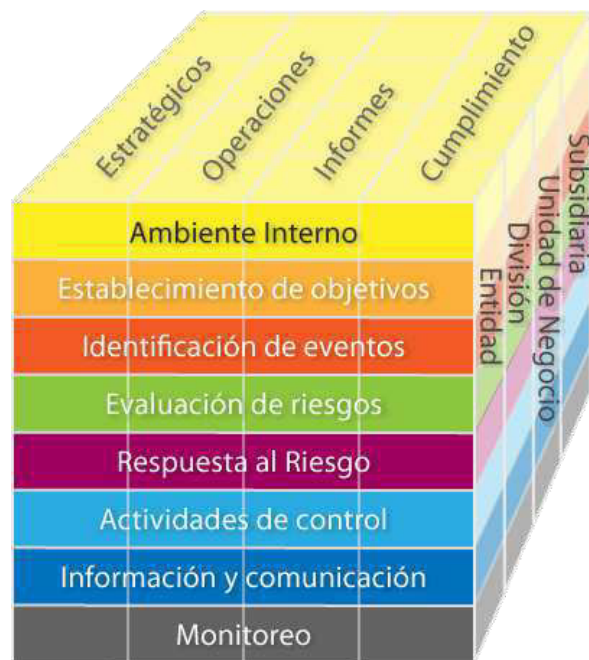 Estratégicos
Operaciones
Informes
Cumplimiento
Ambiente Interno
Establecimiento de objetivos
Identificación de eventos
Evaluación de riesgos
Respuesta al Riesgo
Actividades de control
Información y comunicación
Monitoreo
Entidad
División
Unidad de Negocio
Subsidiaria